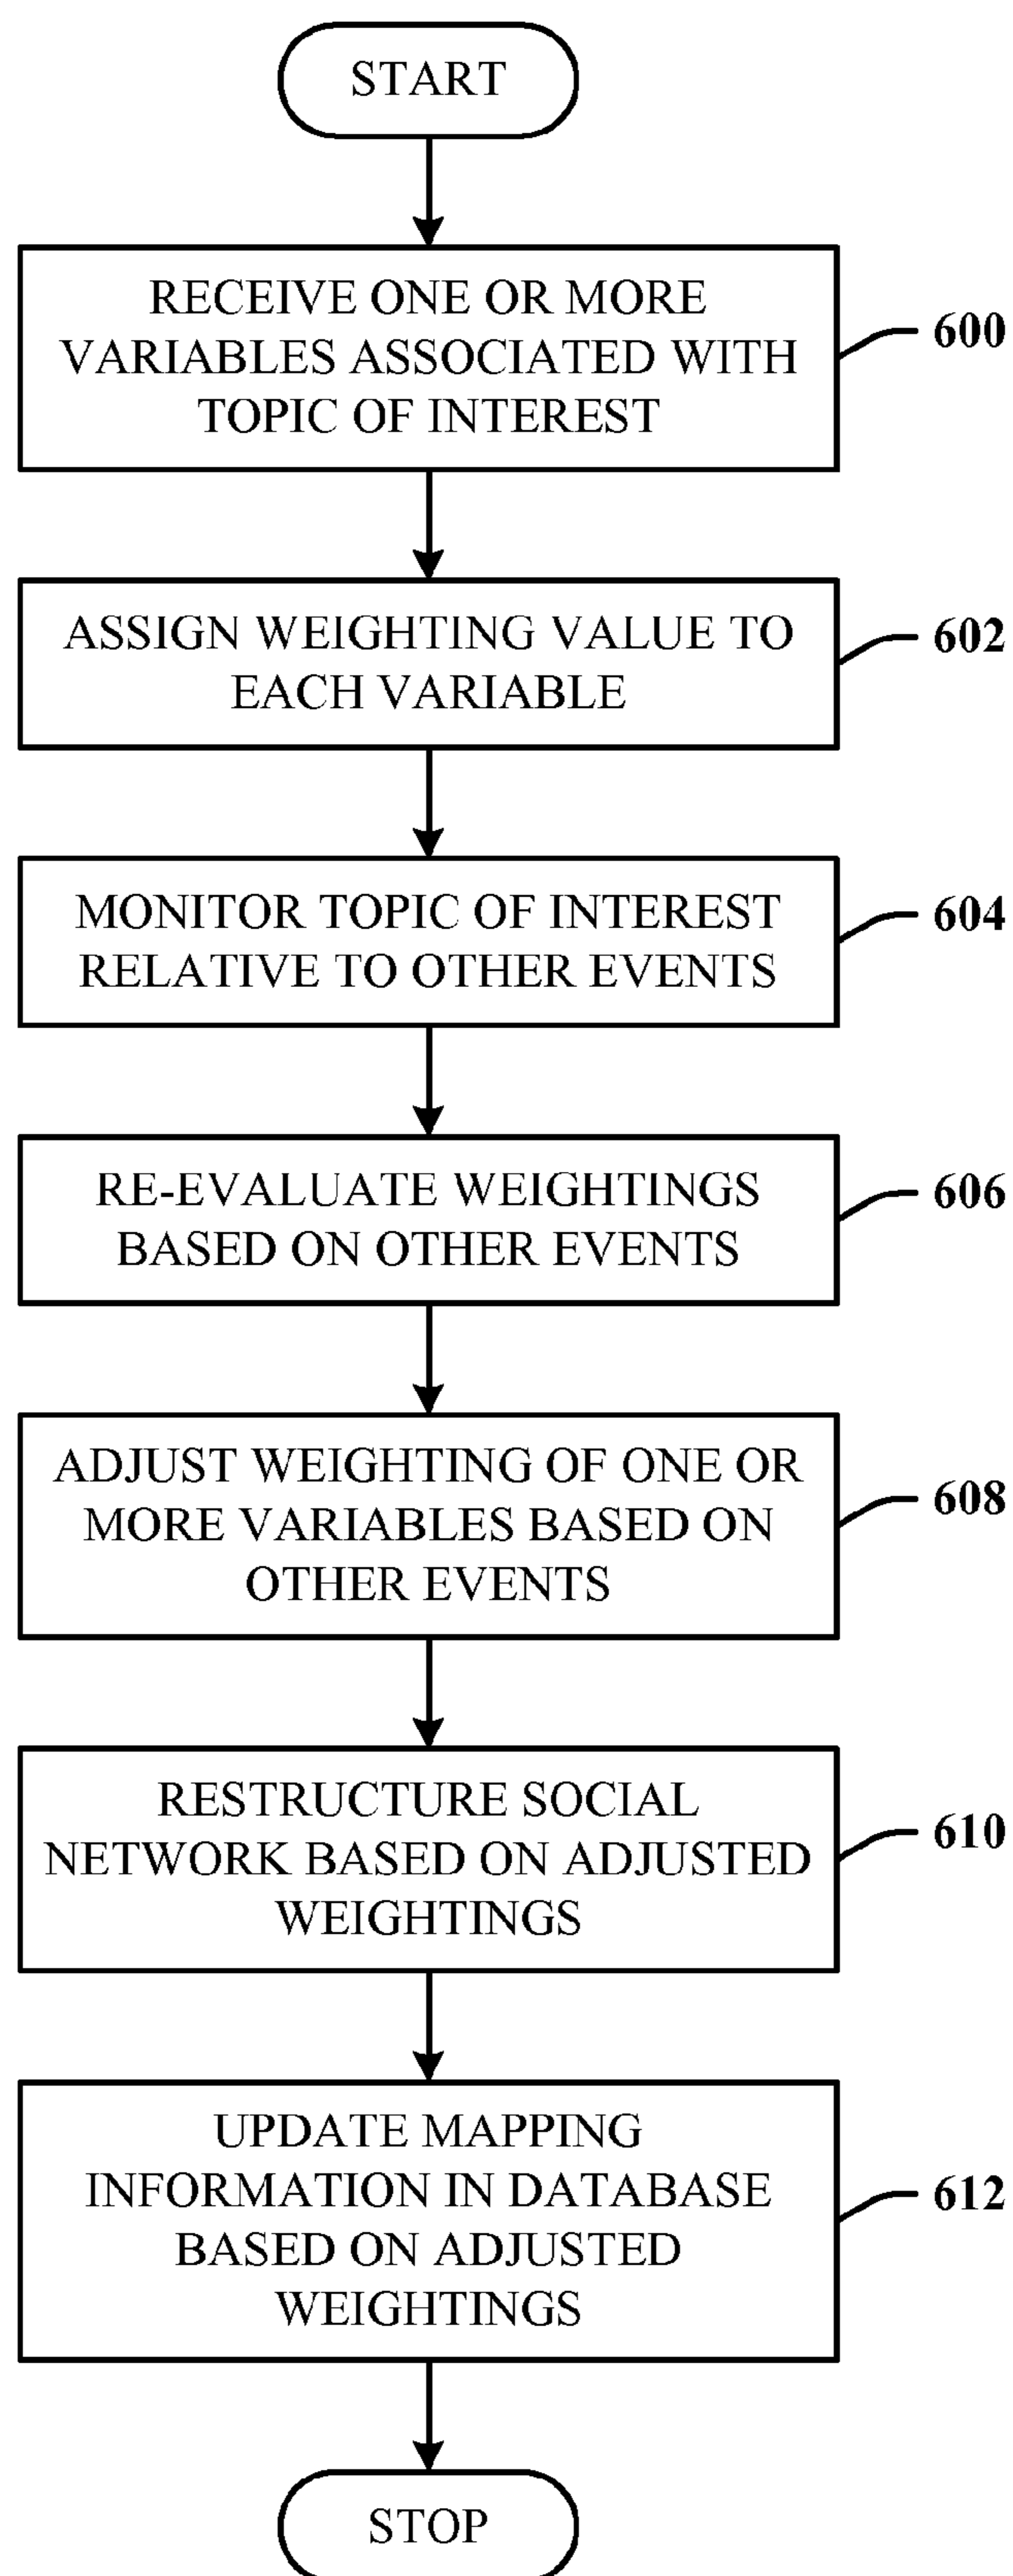 START
RECEIVE ONE OR MORE
VARIABLES ASSOCIATED WITH
TOPIC OF INTEREST
600
ASSIGN WEIGHTING VALUE TO
EACH VARIABLE
602
MONITOR TOPIC OF INTEREST
RELATIVE TO OTHER EVENTS
604
RE-EVALUATE WEIGHTINGS
BASED ON OTHER EVENTS
606
ADJUST WEIGHTING OF ONE OR
MORE VARIABLES BASED ON
OTHER EVENTS
608
RESTRUCTURE SOCIAL
NETWORK BASED ON ADJUSTED
WEIGHTINGS
610
UPDATE MAPPING
INFORMATION IN DATABASE
BASED ON ADJUSTED
WEIGHTINGS
612
STOP